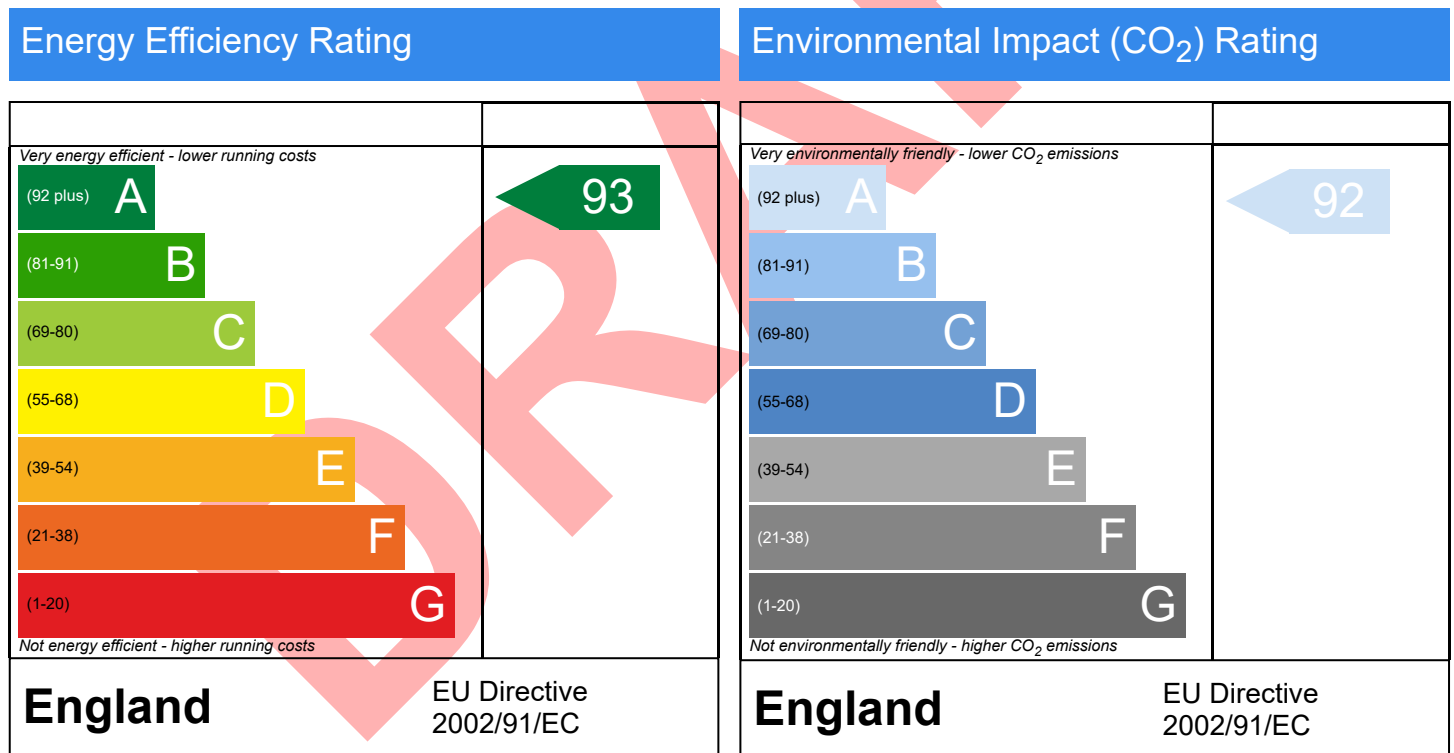 Energy Efficiency Rating
Very energy efficient - lower running costs
(92 plus) A
93
(81-91) B
(69-80) C
(55-68) D
(39-54) E
(21-38) F
(1-20) G
Not energy efficient - higher running costs
England
EU Directive
2002/91/EC
Environmental Impact (CO₂) Rating
Very environmentally friendly - lower CO₂ emissions
(92 plus) A
92
(81-91) B
(69-80) C
(55-68) D
(39-54) E
(21-38) F
(1-20) G
Not environmentally friendly - higher CO₂ emissions
England
EU Directive
2002/91/EC